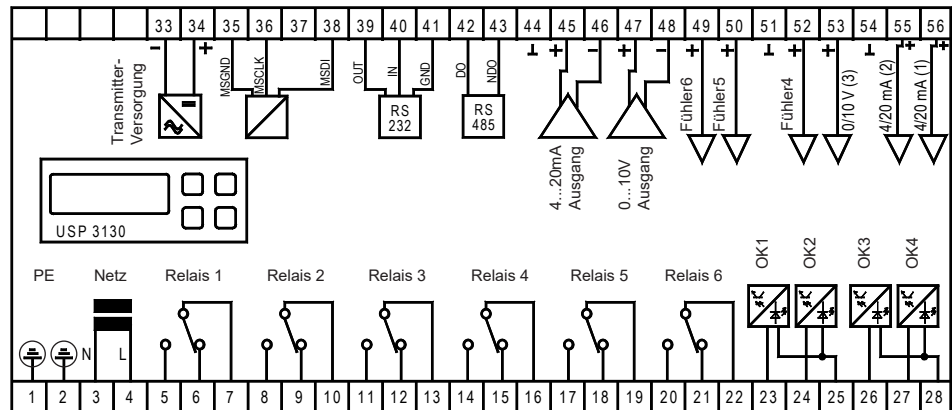 33 34 35 36 37 38 39 40 41 42 43 44 45 46 47 48 49 50 51 52 53 54 55 56
- + ⊥ + - + - ⊥ + + ⊥ + +
Transmitter-
Versorgung
MSGND
MSCLK
MSDI
OUT
IN
GND
DO
NDO
RS
232
RS
485
4...20mA
Ausgang
0...10V
Ausgang
Fühler6
Fühler5
Fühler4
0/10 V (3)
4/20 mA (2)
4/20 mA (1)
USP 3130
PE Netz Relais 1 Relais 2 Relais 3 Relais 4 Relais 5 Relais 6 OK1 OK2 OK3 OK4
N L
1 2 3 4 5 6 7 8 9 10 11 12 13 14 15 16 17 18 19 20 21 22 23 24 25 26 27 28